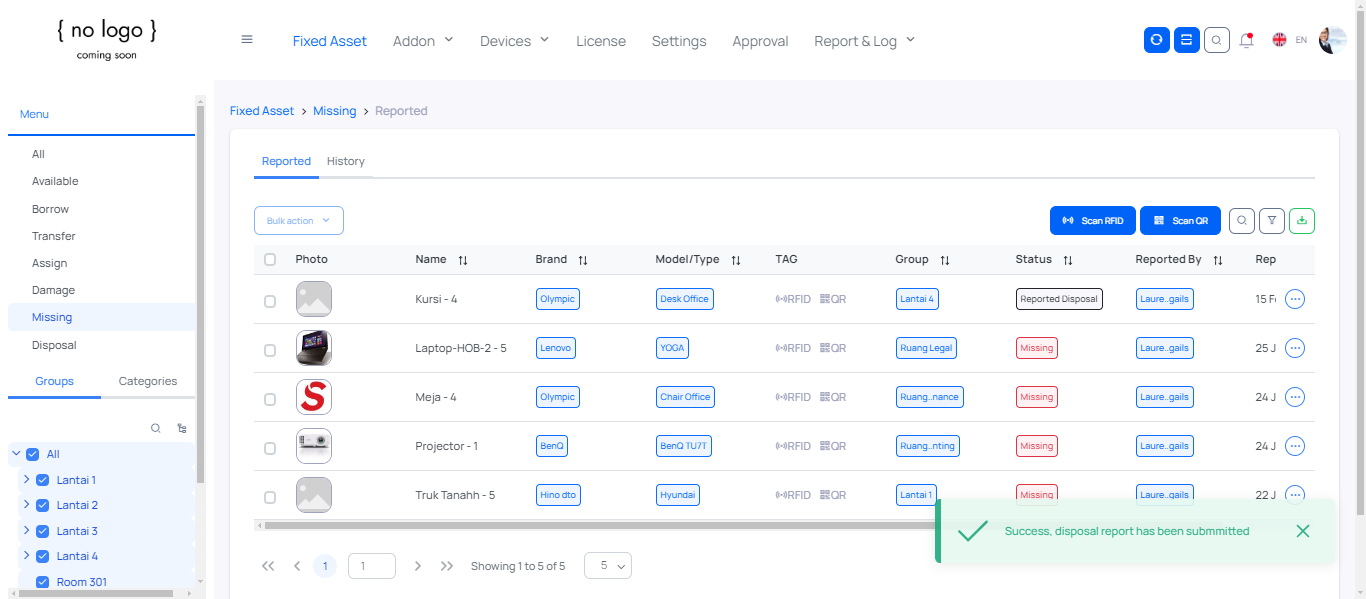 { no logo }
coming soon
Fixed Asset Addon Devices License Settings Approval Report & Log EN
Menu
All
Available
Borrow
Transfer
Assign
Damage
Missing
Disposal
Groups Categories
All
Lantai 1
Lantai 2
Lantai 3
Lantai 4
Room 301
Fixed Asset > Missing > Reported
Reported History
Bulk action Scan RFID Scan QR
Photo Name Brand Model/Type TAG Group Status Reported By Rep
Kursi - 4 Olympic Desk Office RFID QR Lantai 4 Reported Disposal Laure..gails 15 F
Laptop-HOB-2 - 5 Lenovo YOGA RFID QR Ruang Legal Missing Laure..gails 25 J
Meja - 4 Olympic Chair Office RFID QR Ruang..nance Missing Laure..gails 24 J
Projector - 1 BenQ BenQ TU7T RFID QR Ruang..nting Missing Laure..gails 24 J
Truk Tanahh - 5 Hino dto Hyundai RFID QR Lantai 1 Missing Laure..gails 22 J
Success, disposal report has been submmitted
1 1 Showing 1 to 5 of 5 5